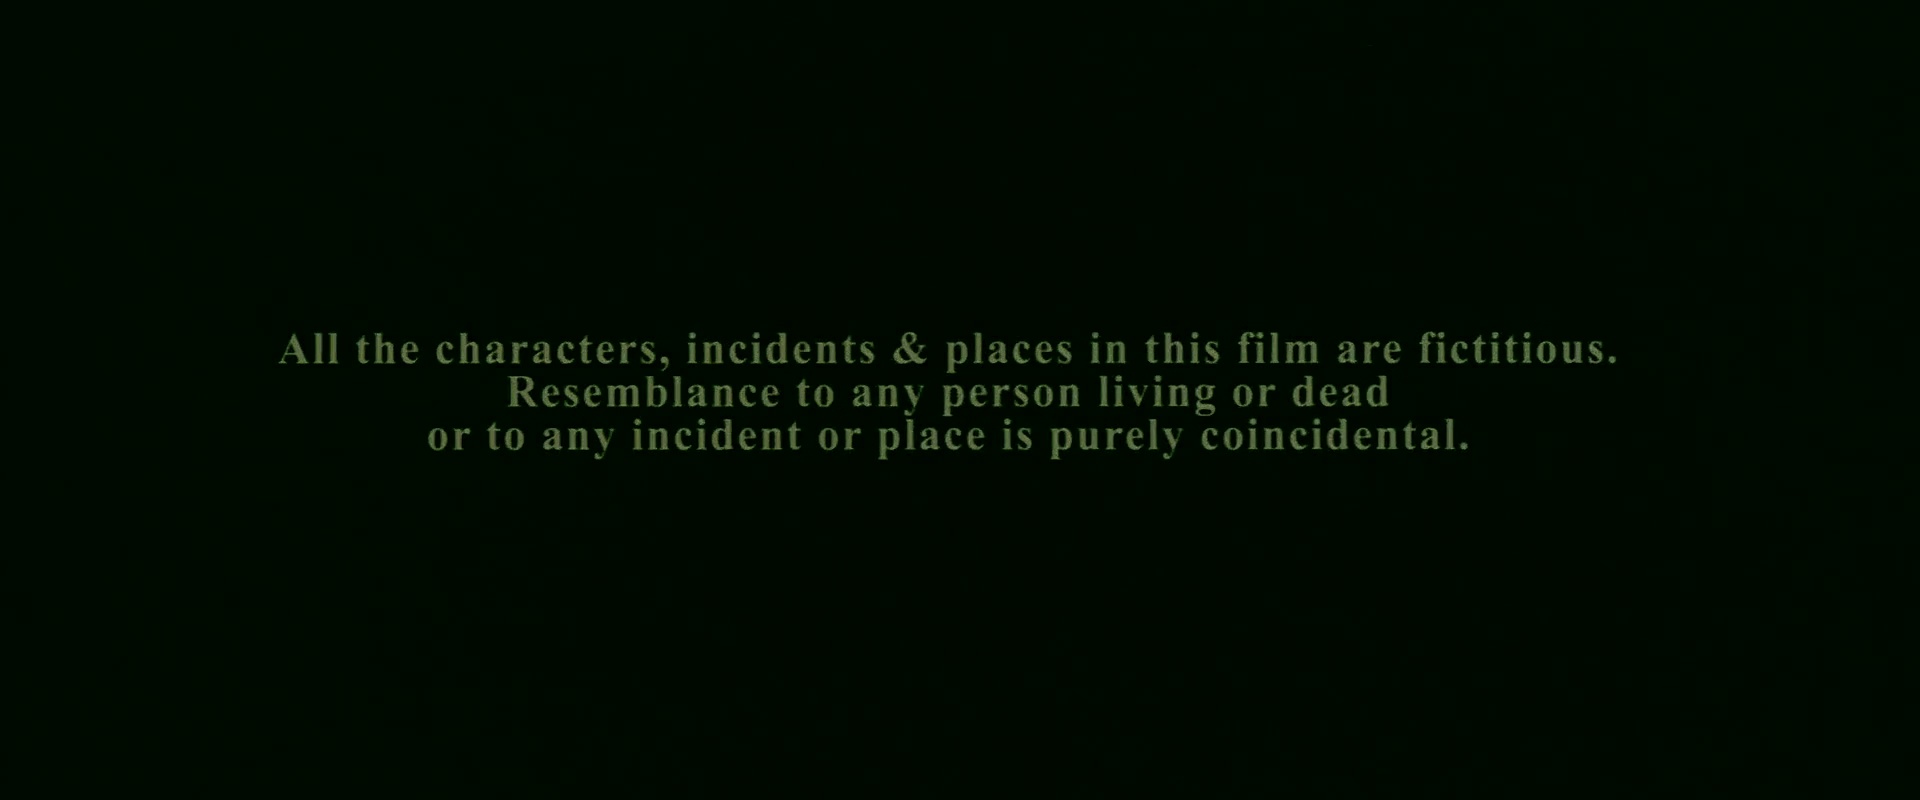 All the characters, incidents & places in this film are fictitious.
Resemblance to any person living or dead
or to any incident or place is purely coincidental.